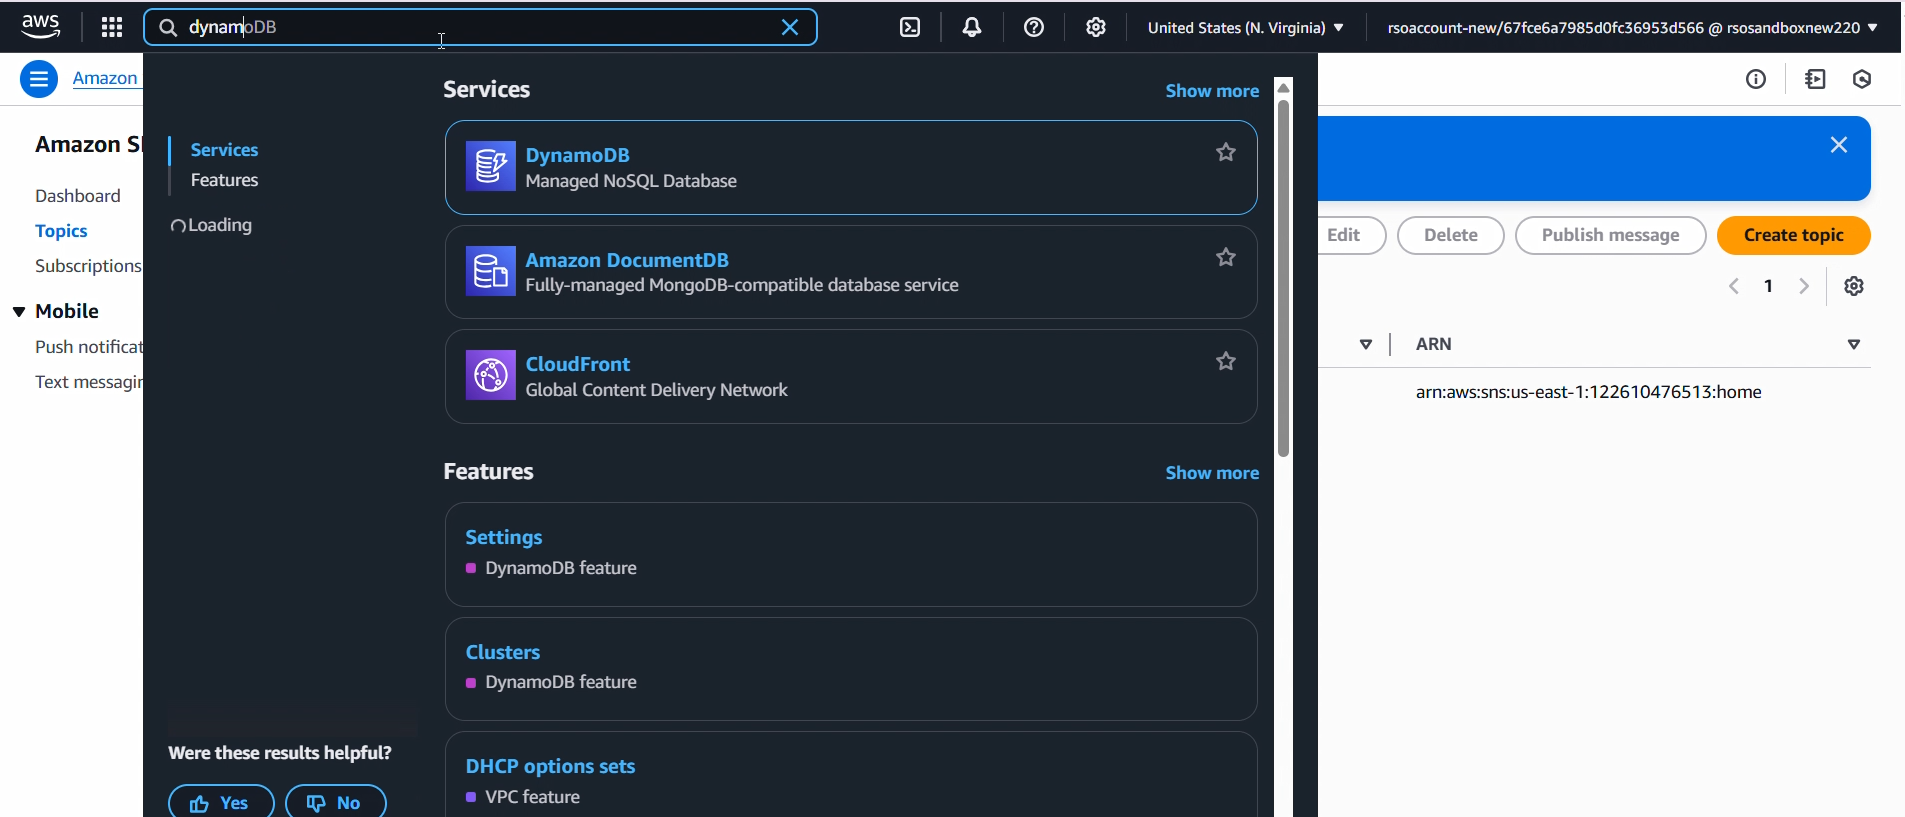 aws
dynamoDB
United States (N. Virginia)
rsoaccount-new/67fce6a7985d0fc36953d566 @ rsosandboxnew220
Amazon
Services
Show more
Amazon
Dashboard
Topics
Subscriptions
Mobile
Push notificat
Services
Features
Loading
DynamoDB
Managed NoSQL Database
Amazon DocumentDB
Fully-managed MongoDB-compatible database service
CloudFront
Global Content Delivery Network
Features
Show more
Settings
DynamoDB feature
Clusters
DynamoDB feature
DHCP options sets
VPC feature
Were these results helpful?
Yes
No
Edit
Delete
Publish message
Create topic
1
ARN
arn:aws:sns:us-east-1:122610476513:home